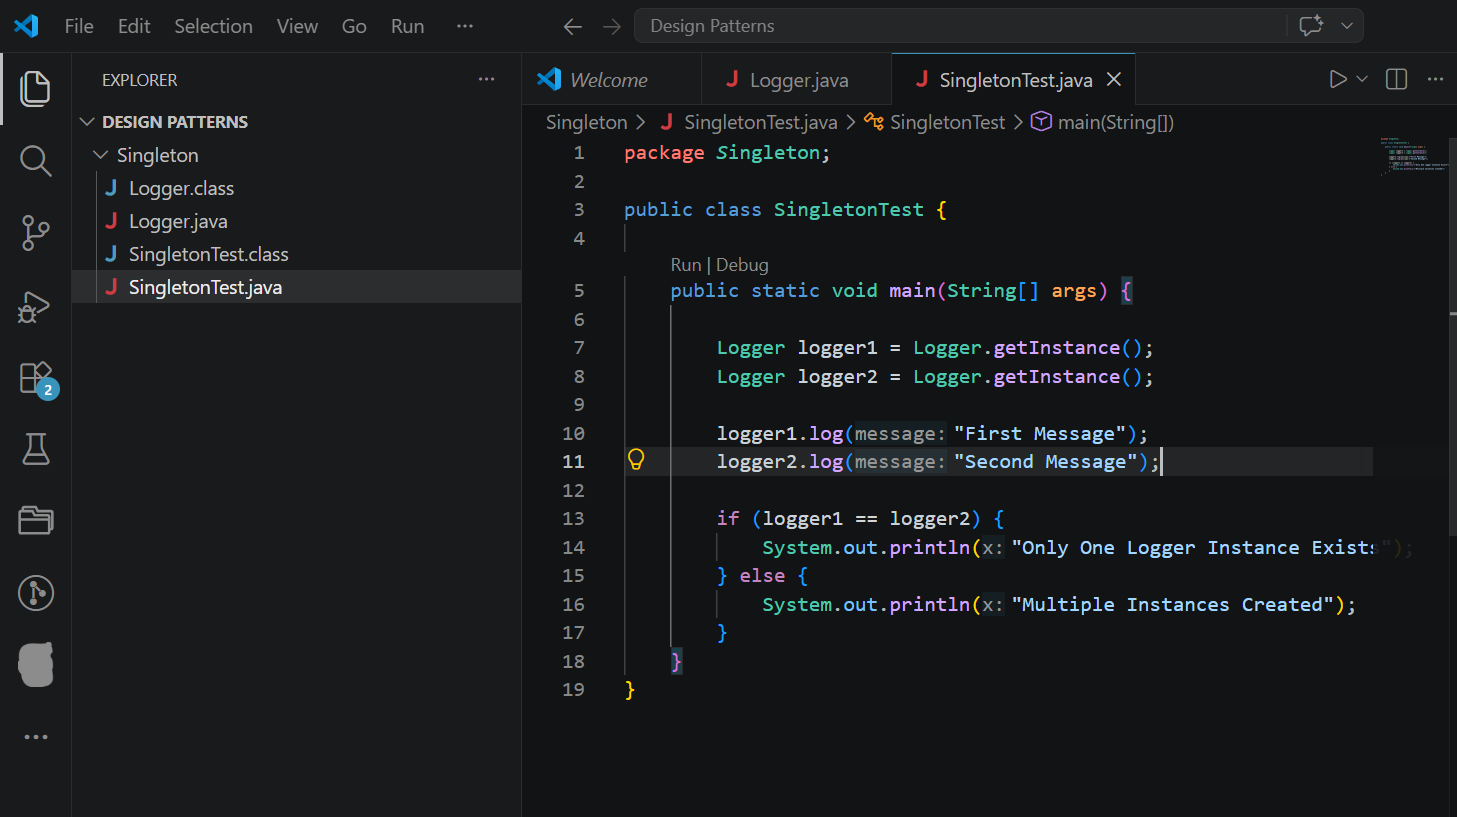 File Edit Selection View Go Run ···
Design Patterns
EXPLORER ···
DESIGN PATTERNS
Singleton
Logger.class
Logger.java
SingletonTest.class
SingletonTest.java
2
Welcome
Logger.java
SingletonTest.java
Singleton > SingletonTest.java > SingletonTest > main(String[])
1 package Singleton;
2
3 public class SingletonTest {
4
Run | Debug
5 public static void main(String[] args) {
6
7 Logger logger1 = Logger.getInstance();
8 Logger logger2 = Logger.getInstance();
9
10 logger1.log(message: "First Message");
11 logger2.log(message: "Second Message");
12
13 if (logger1 == logger2) {
14 System.out.println(x: "Only One Logger Instance Exists");
15 } else {
16 System.out.println(x: "Multiple Instances Created");
17 }
18 }
19 }